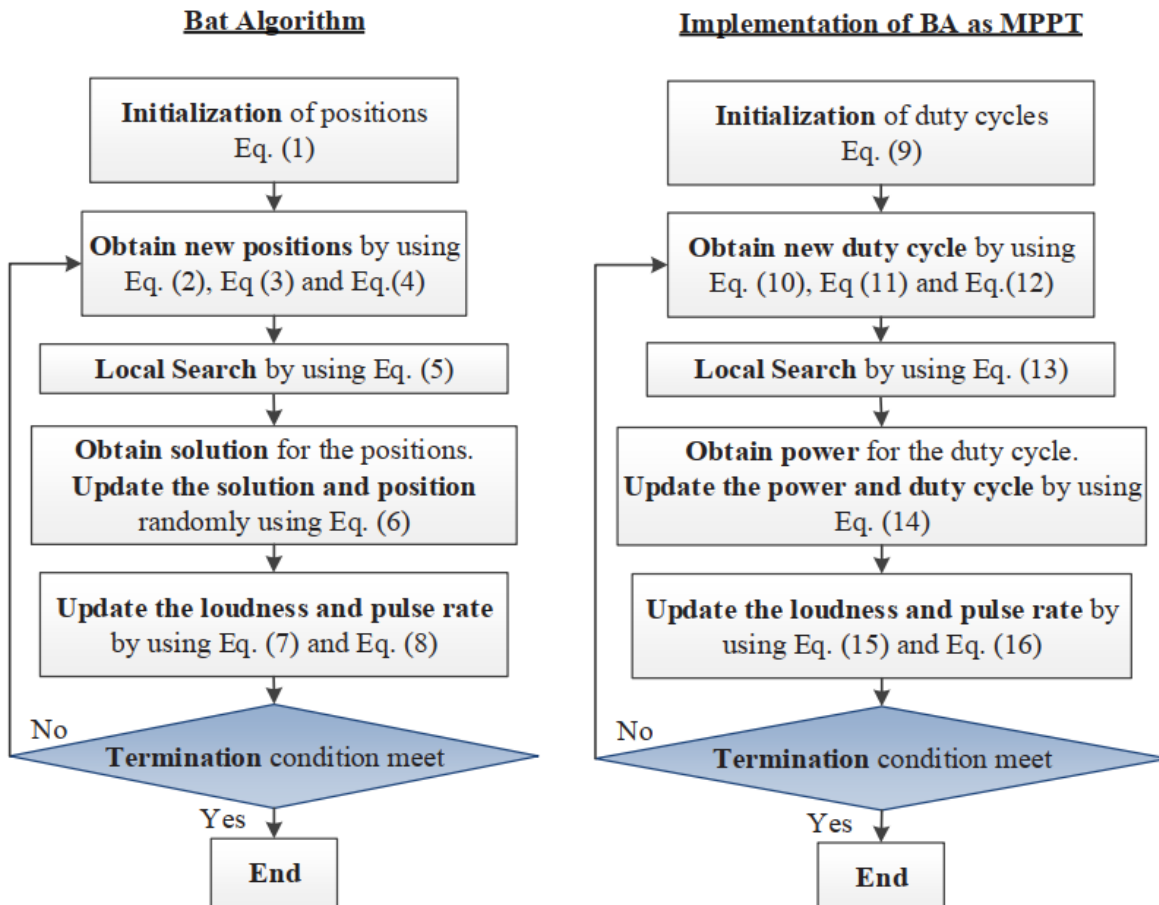 Bat Algorithm
Initialization of positions
Eq. (1)
Obtain new positions by using
Eq. (2), Eq (3) and Eq.(4)
Local Search by using Eq. (5)
Obtain solution for the positions.
Update the solution and position
randomly using Eq. (6)
Update the loudness and pulse rate
by using Eq. (7) and Eq. (8)
No
Termination condition meet
Yes
End
Implementation of BA as MPPT
Initialization of duty cycles
Eq. (9)
Obtain new duty cycle by using
Eq. (10), Eq (11) and Eq.(12)
Local Search by using Eq. (13)
Obtain power for the duty cycle.
Update the power and duty cycle by using
Eq. (14)
Update the loudness and pulse rate by
using Eq. (15) and Eq. (16)
No
Termination condition meet
Yes
End